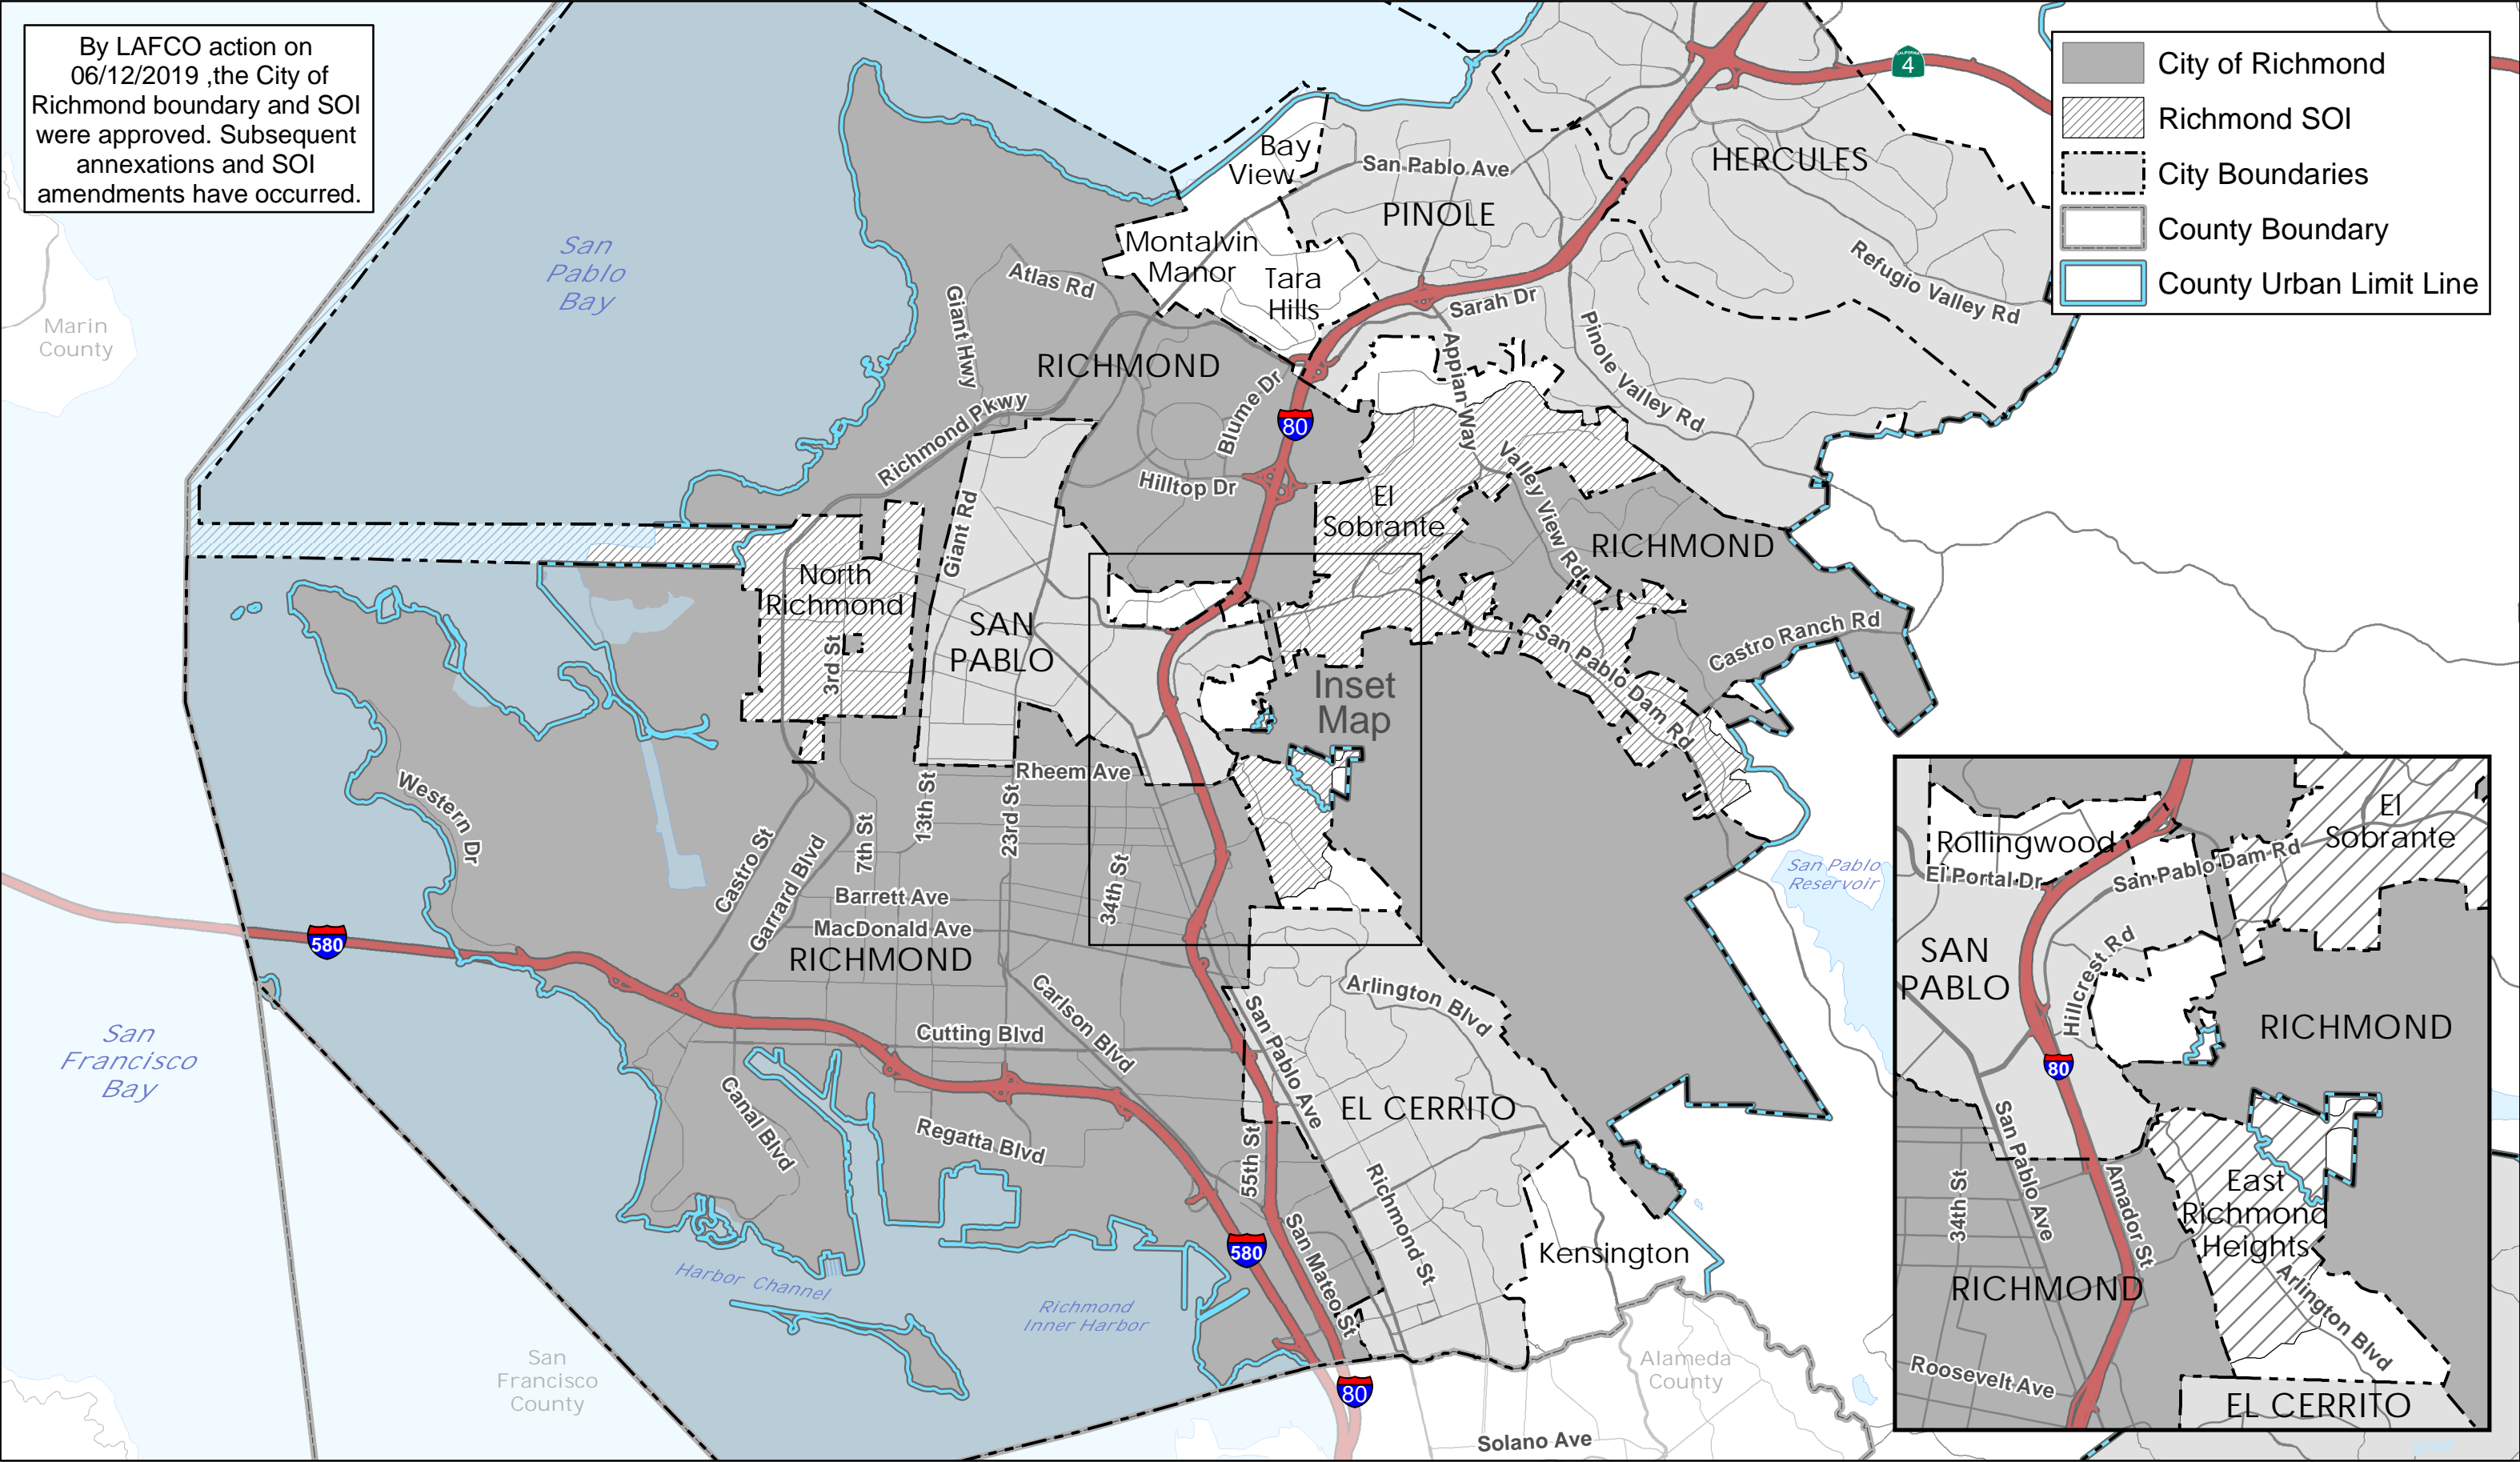 By LAFCO action on
06/12/2019 ,the City of
Richmond boundary and SOI
were approved. Subsequent
annexations and SOI
amendments have occurred.
City of Richmond
Richmond SOI
City Boundaries
County Boundary
County Urban Limit Line
CALIFORNIA
4
San
Pablo
Bay
Marin
County
Bay
View
San Pablo Ave
PINOLE
HERCULES
Montalvin
Manor
Tara
Hills
Atlas Rd
Giant Hwy
Sarah Dr
Refugio Valley Rd
Pinole Valley Rd
Appian Way
RICHMOND
Richmond Pkwy
Blume Dr
80
Hilltop Dr
Giant Rd
Valley View Rd
El
Sobrante
RICHMOND
North
Richmond
3rd St
SAN
PABLO
San Pablo Dam Rd
Castro Ranch Rd
Inset
Map
Western Dr
Rheem Ave
Castro St
Garrard Blvd
7th St
13th St
23rd St
34th St
Barrett Ave
MacDonald Ave
RICHMOND
580
San Pablo
Reservoir
San
Francisco
Bay
Carlson Blvd
Cutting Blvd
San Pablo Ave
Arlington Blvd
Canal Blvd
Regatta Blvd
EL CERRITO
55th St
Richmond St
San Mateo St
Kensington
580
Harbor Channel
Richmond
Inner Harbor
San
Francisco
County
Alameda
County
80
Solano Ave
Rollingwood
El Portal Dr
San Pablo Dam Rd
El
Sobrante
SAN
PABLO
Hillcrest Rd
RICHMOND
80
San Pablo Ave
34th St
Amador St
East
Richmond
Heights
RICHMOND
Arlington Blvd
Roosevelt Ave
EL CERRITO